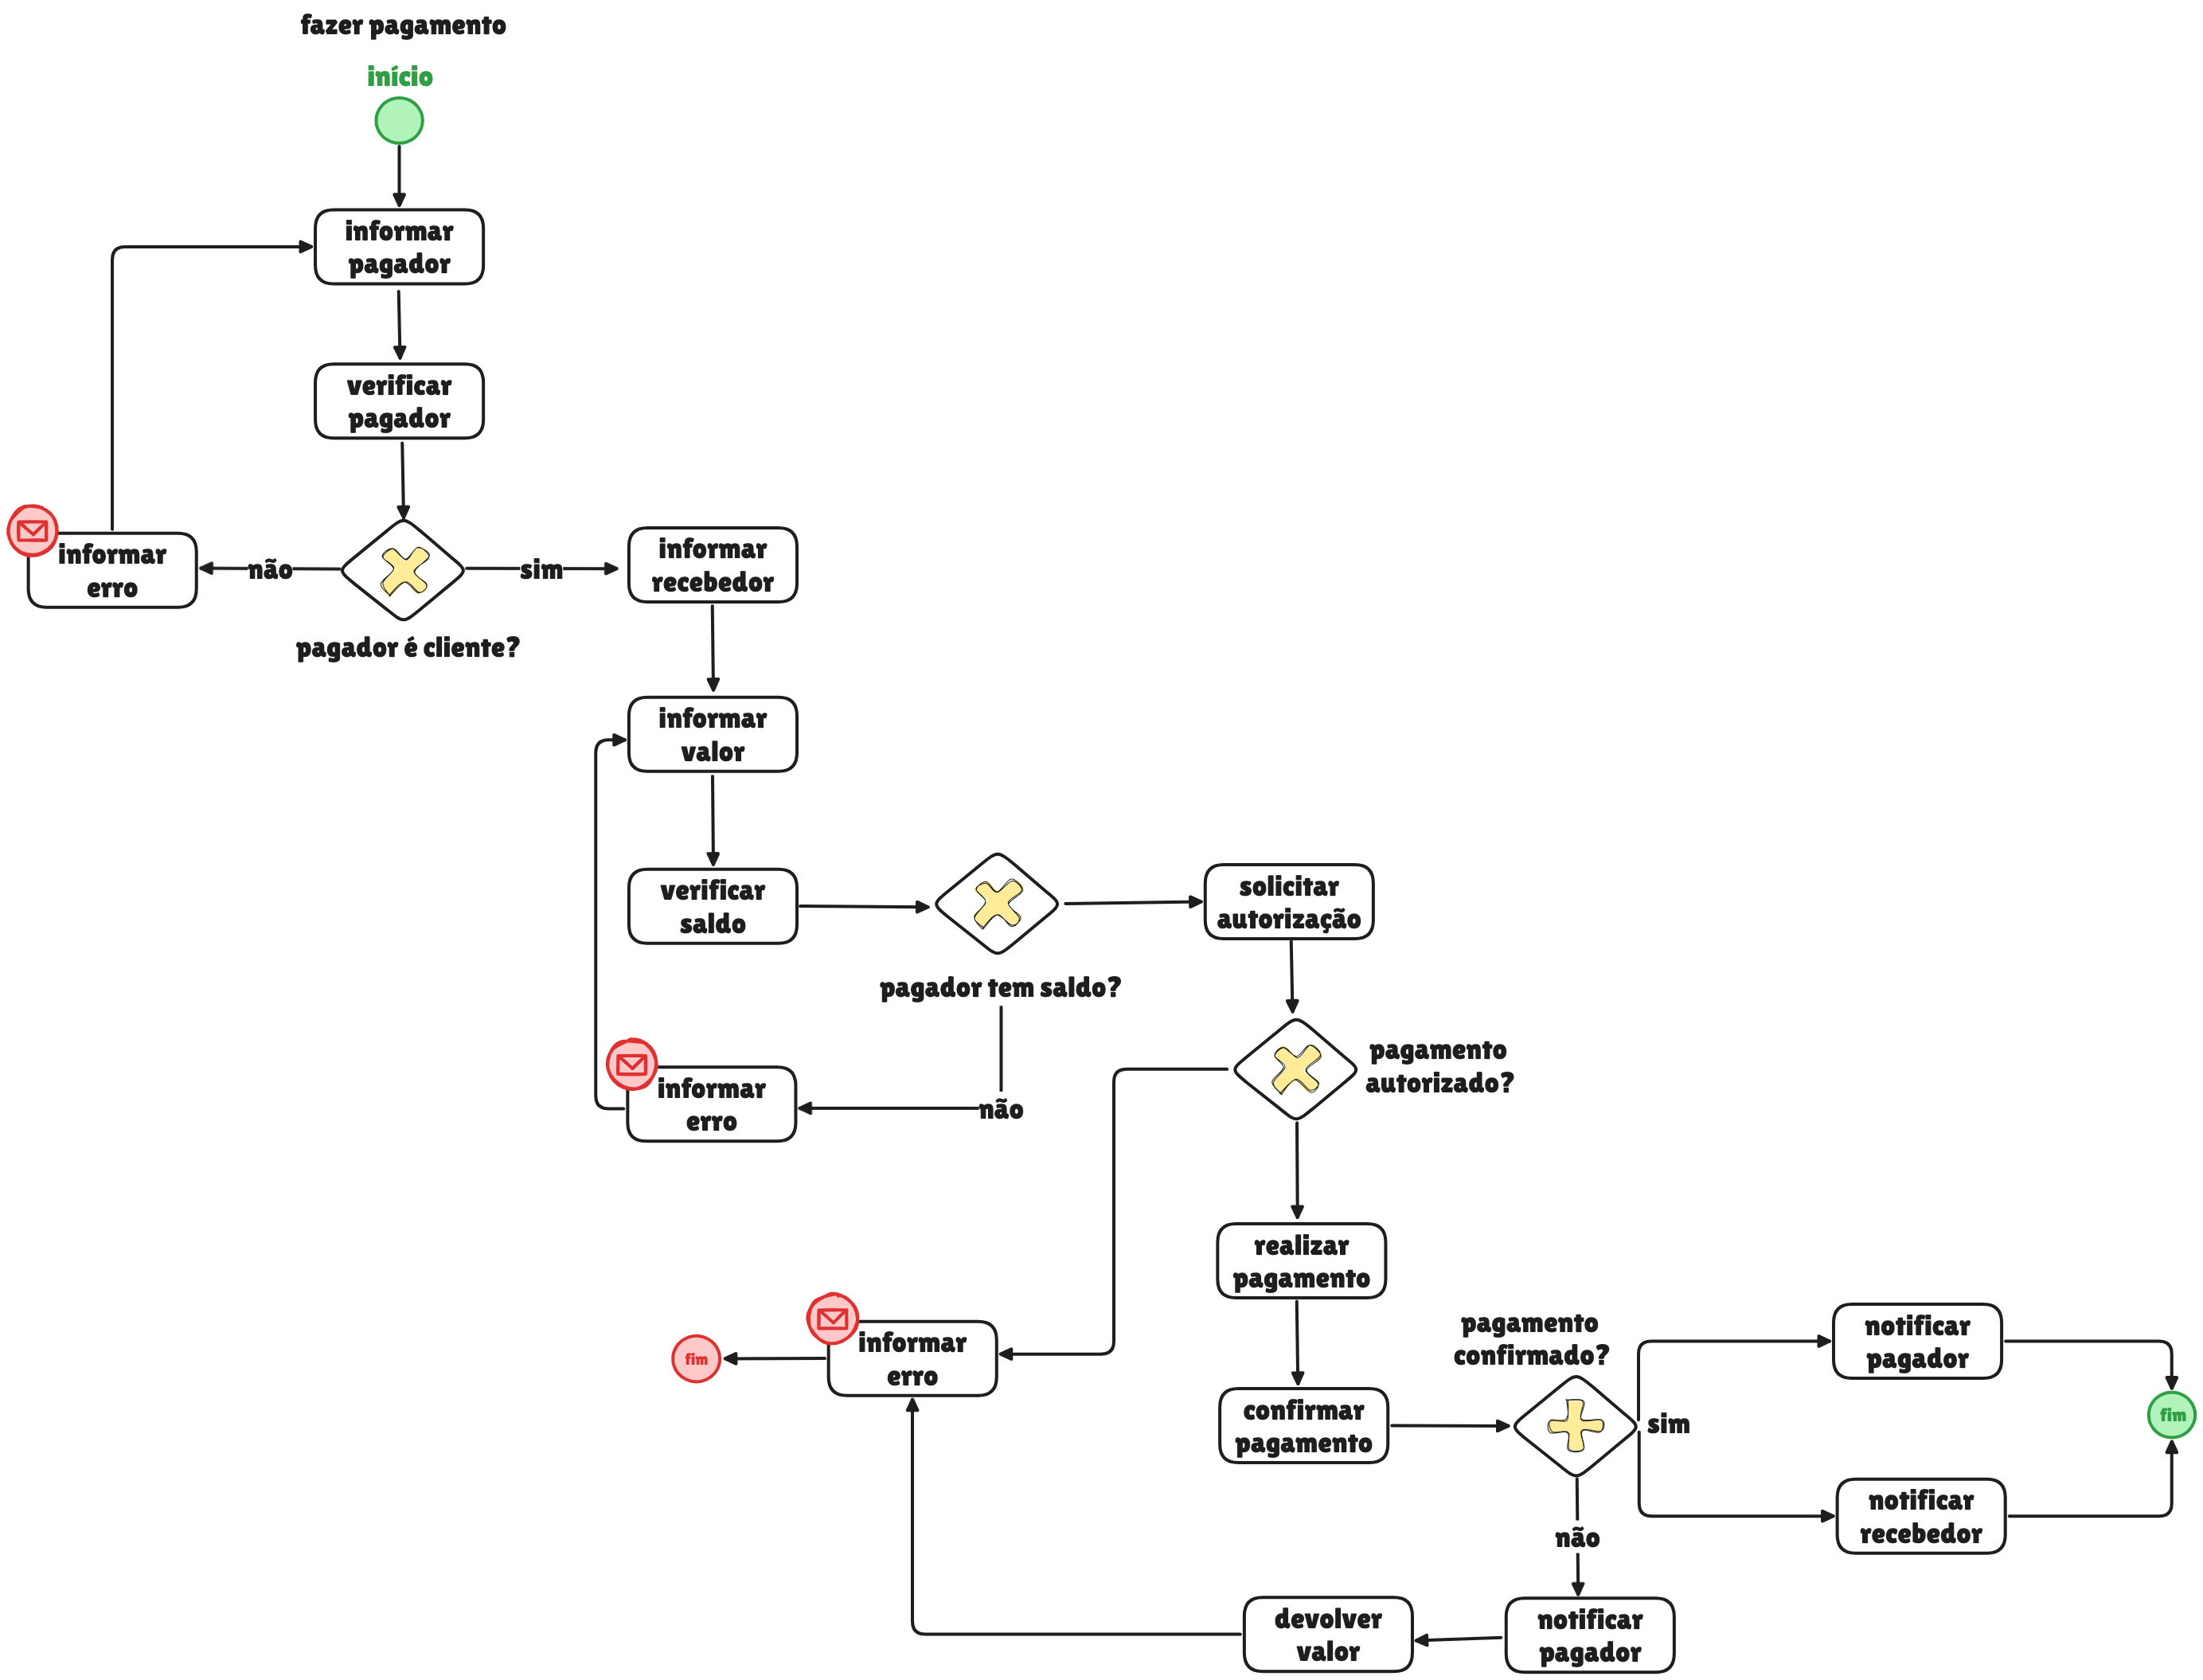 fazer pagamento
início
informar
pagador
verificar
pagador
informar
erro
não
sim
informar
recebedor
pagador é cliente?
informar
valor
verificar
saldo
solicitar
autorização
pagador tem saldo?
pagamento
autorizado?
informar
erro
não
realizar
pagamento
pagamento
confirmado?
notificar
pagador
informar
erro
fim
confirmar
pagamento
sim
fim
notificar
recebedor
não
devolver
valor
notificar
pagador